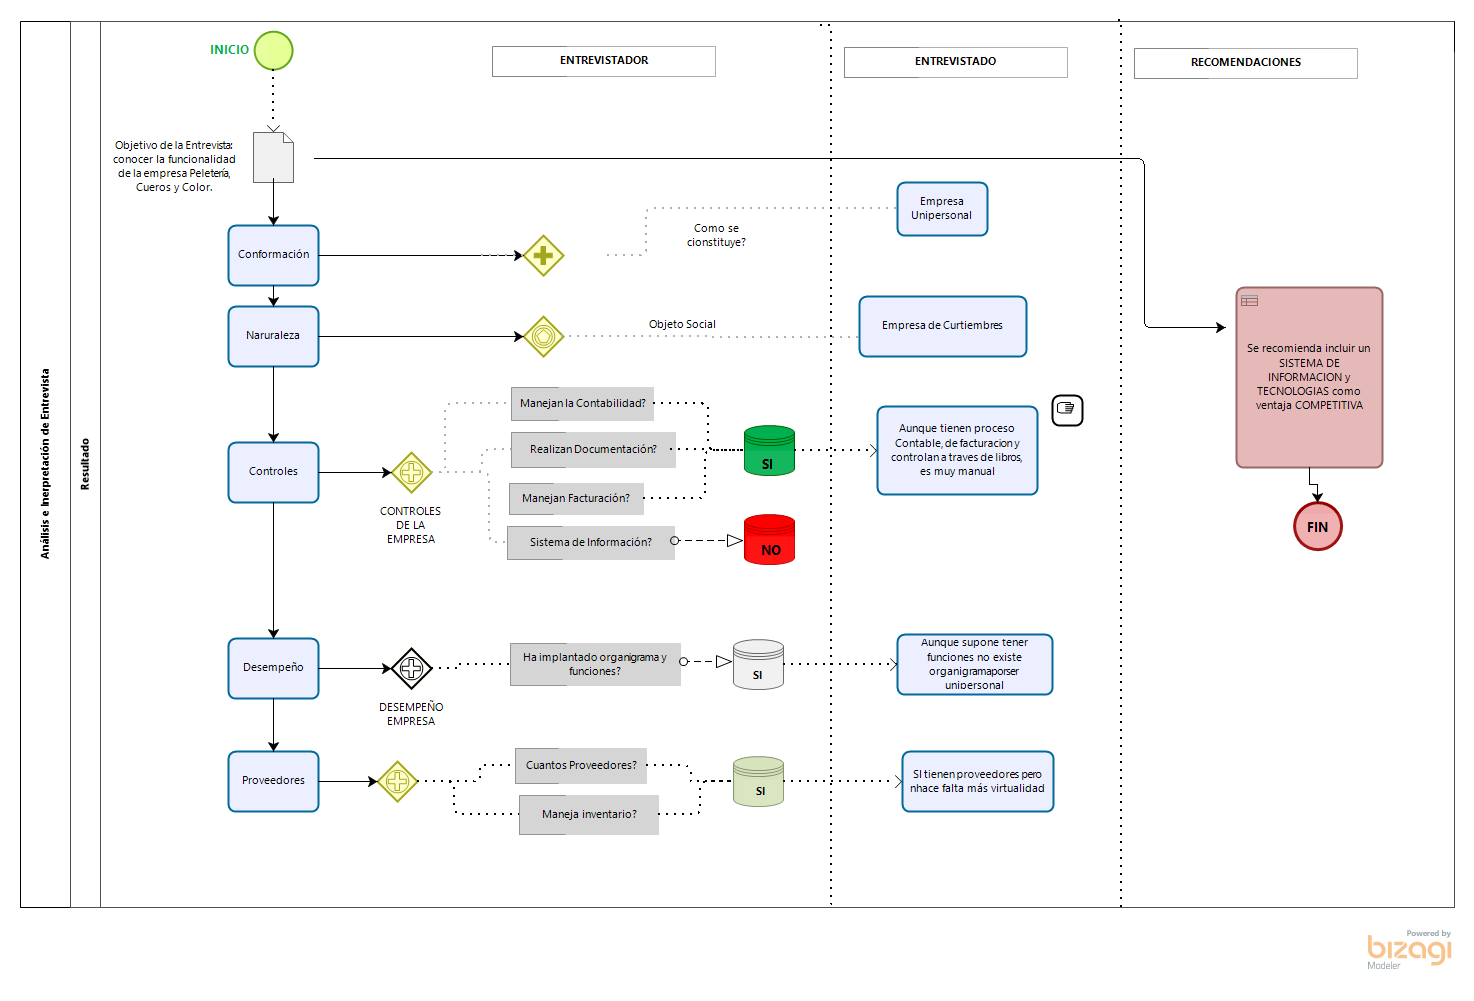 Análisis e Inerpretación de Entrevista
Resultado
INICIO
ENTREVISTADOR
ENTREVISTADO
RECOMENDACIONES
Objetivo de la Entrevista:
conocer la funcionalidad
de la empresa Peletería,
Cueros y Color.
Conformación
Como se
cionstituye?
Empresa
Unipersonal
Naruraleza
Objeto Social
Empresa de Curtiembres
Se recomienda incluir un
SISTEMA DE
INFORMACION y
TECNOLOGIAS como
ventaja COMPETITIVA
FIN
Controles
CONTROLES
DE LA
EMPRESA
Manejan la Contabilidad?
Realizan Documentación?
Manejan Facturación?
Sistema de Información?
SI
NO
Aunque tienen proceso
Contable, de facturacion y
controlan a traves de libros,
es muy manual
Desempeño
DESEMPEÑO
EMPRESA
Ha implantado organigrama y
funciones?
SI
Aunque supone tener
funciones no existe
organigramaporser
unipersonal
Proveedores
Cuantos Proveedores?
Maneja inventario?
SI
SI tienen proveedores pero
nhace falta más virtualidad
Powered by
bizagi
Modeler